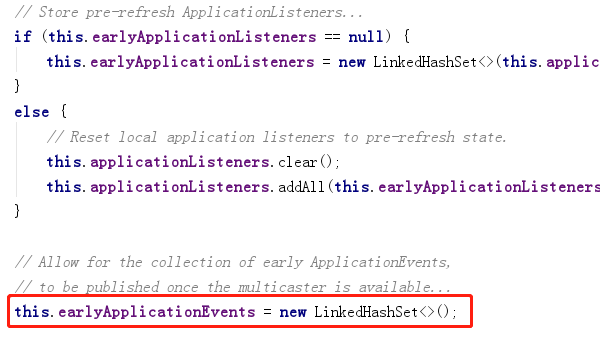 // Store pre-refresh ApplicationListeners...
if (this.earlyApplicationListeners == null) {
this.earlyApplicationListeners = new LinkedHashSet<>(this.applic
}
else {
// Reset local application listeners to pre-refresh state.
this.applicationListeners.clear();
this.applicationListeners.addAll(this.earlyApplicationListeners
}
// Allow for the collection of early ApplicationEvents,
// to be published once the multicaster is available...
this.earlyApplicationEvents = new LinkedHashSet<>();